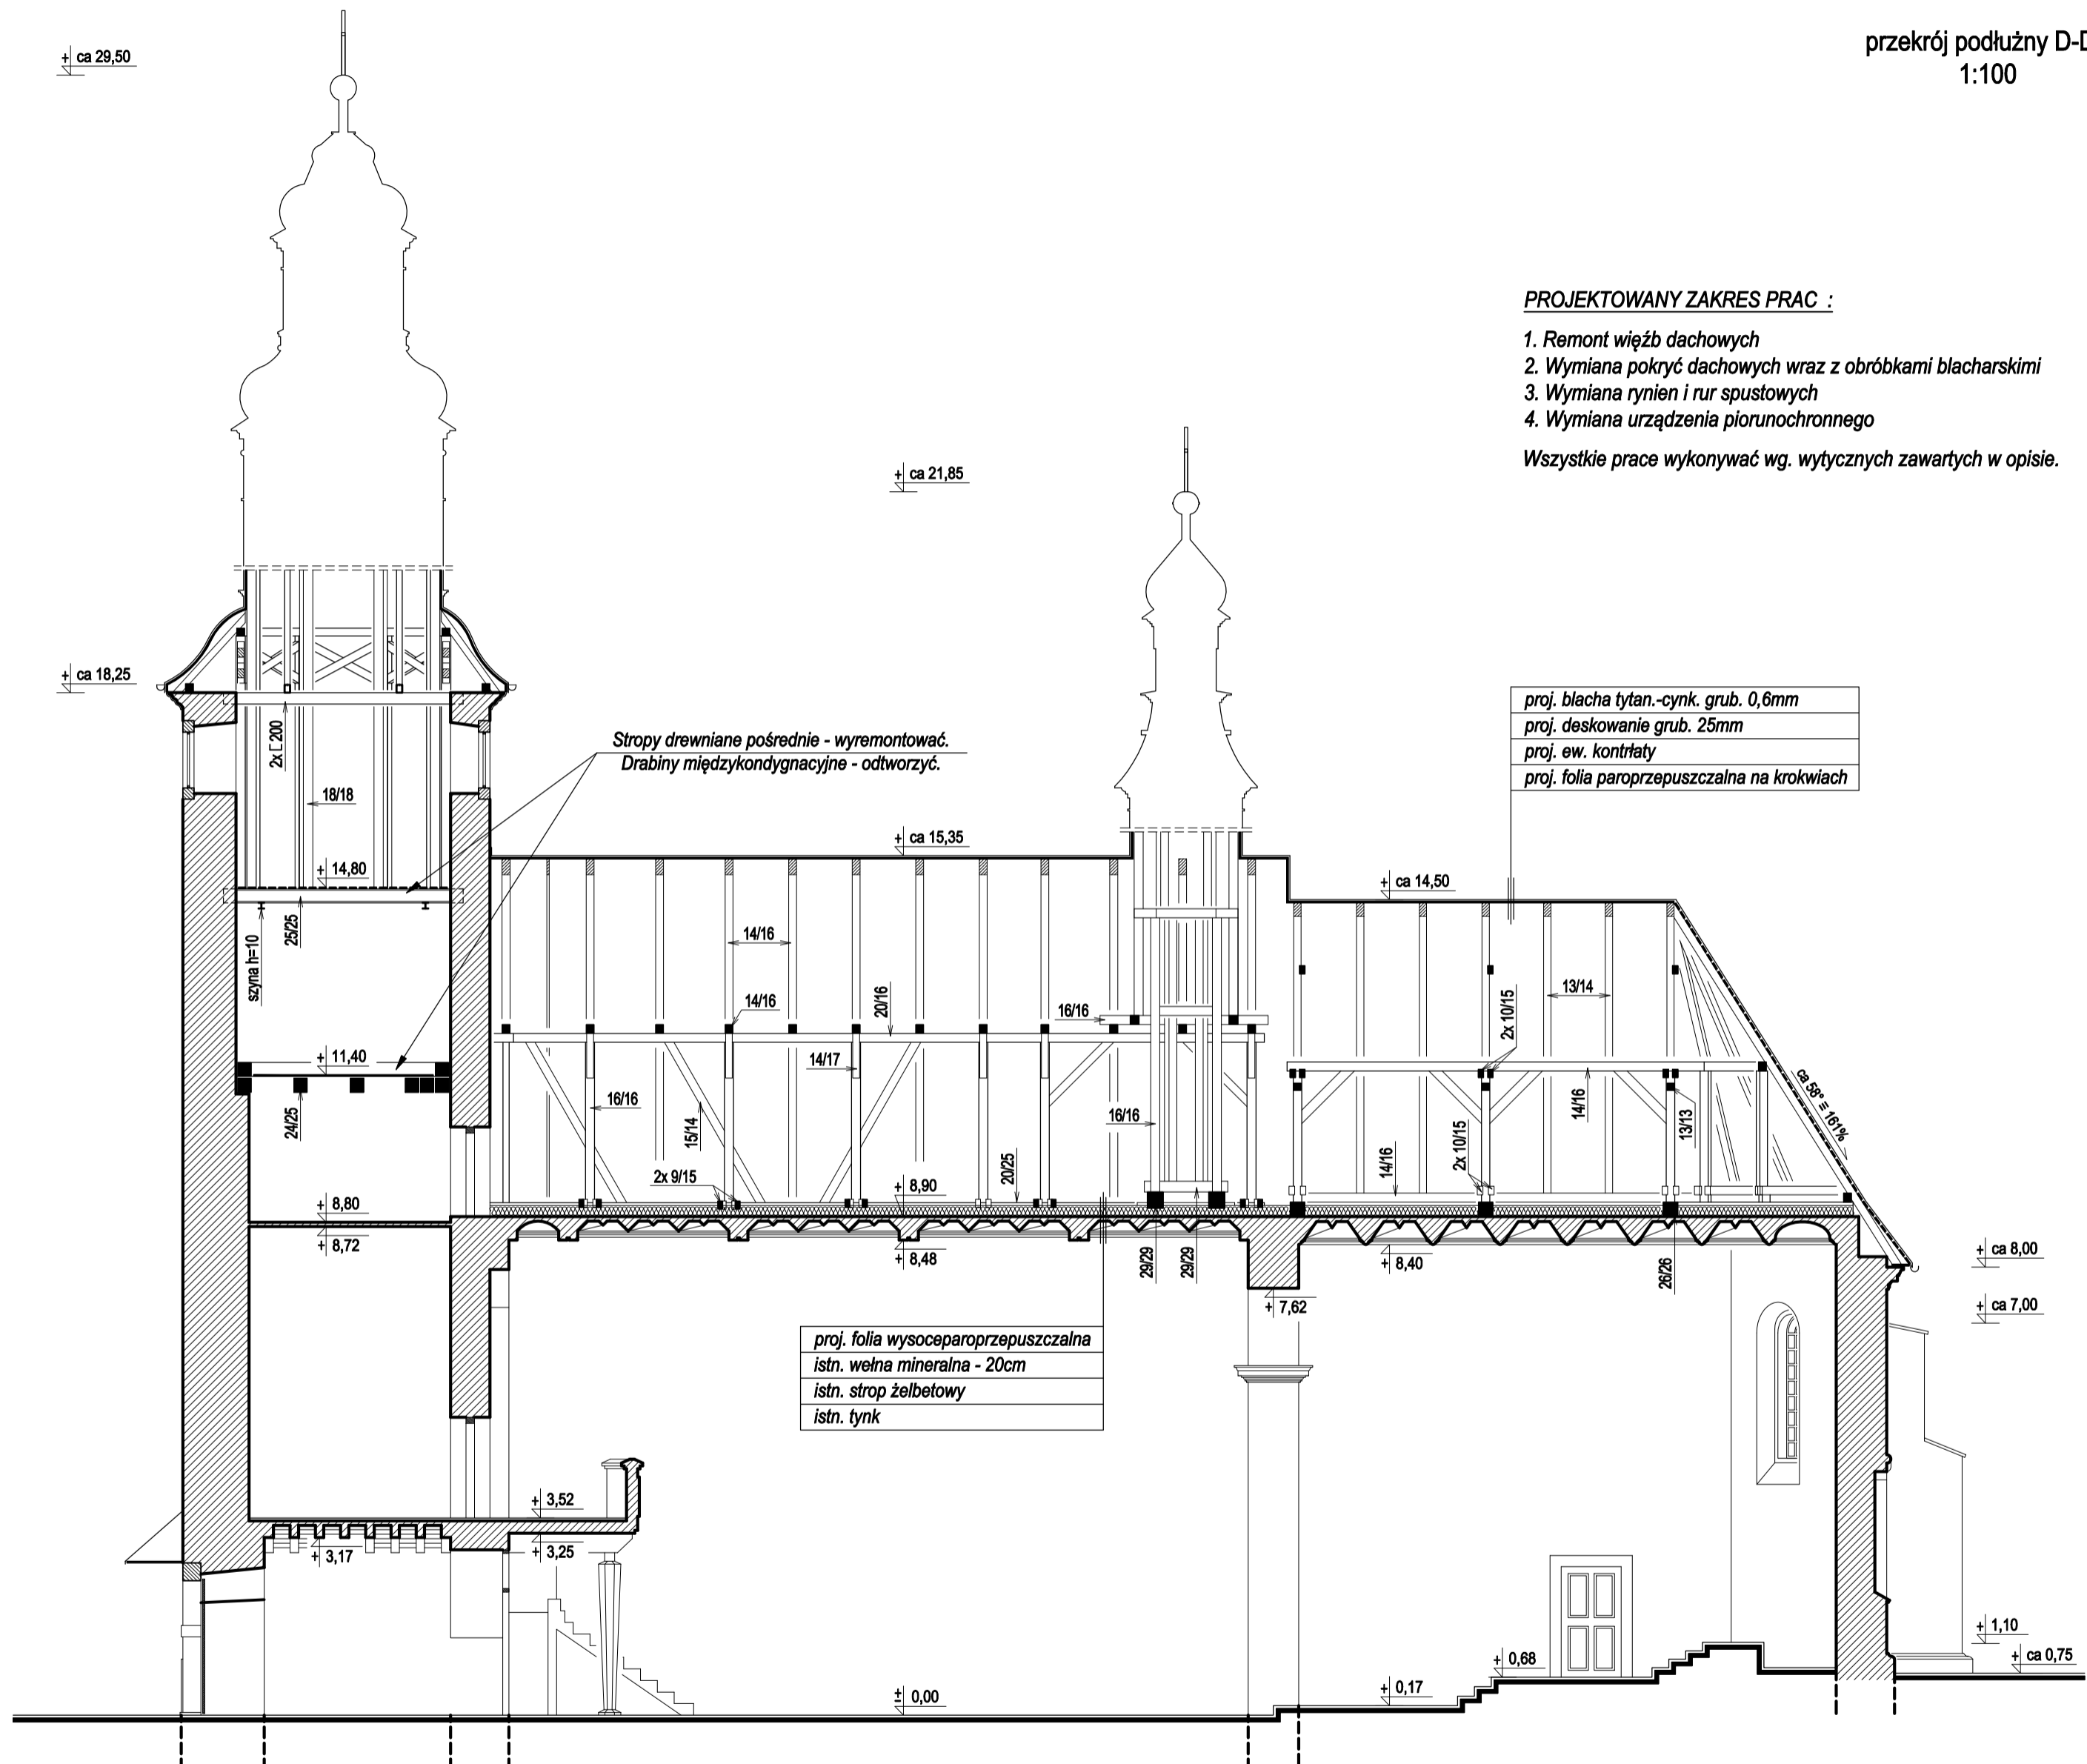 przekrój podłużny D-D
1:100
+ ca 29,50
PROJEKTOWANY ZAKRES PRAC :
1. Remont więźb dachowych
2. Wymiana pokryć dachowych wraz z obróbkami blacharskimi
3. Wymiana rynien i rur spustowych
4. Wymiana urządzenia piorunochronnego
Wszystkie prace wykonywać wg. wytycznych zawartych w opisie.
+ ca 21,85
+ ca 18,25
proj. blacha tytan.-cynk. grub. 0,6mm
proj. deskowanie grub. 25mm
proj. ew. kontrłaty
proj. folia paroprzepuszczalna na krokwiach
Stropy drewniane pośrednie - wyremontować.
Drabiny międzykondygnacyjne - odtworzyć.
2x [ 200
18/18
+ ca 15,35
+ 14,80
+ ca 14,50
25/25
szyna h=10
14/16
14/16
20/16
16/16
13/14
2x 10/15
+ 11,40
24/25
14/17
16/16
15/14
16/16
14/16
13/13
ca 58° = 161%
2x 9/15
20/25
14/16
2x 10/15
+ 8,90
+ 8,80
+ 8,72
+ 8,48
29/29
29/29
+ 8,40
26/26
+ ca 8,00
+ 7,62
+ ca 7,00
proj. folia wysoceparoprzepuszczalna
istn. wełna mineralna - 20cm
istn. strop żelbetowy
istn. tynk
+ 3,52
+ 3,25
+ 3,17
+ 1,10
+ 0,68
+ ca 0,75
+ 0,17
± 0,00